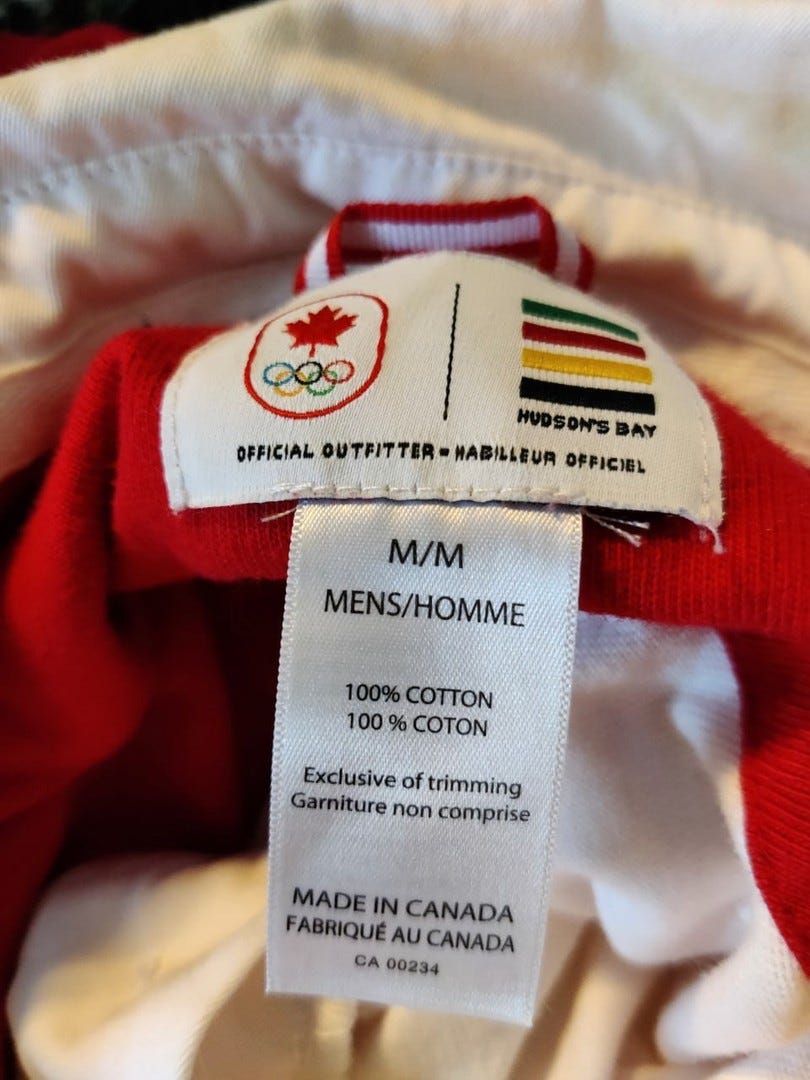 HUDSON'S BAY
OFFICIAL OUTFITTER - HABILLEUR OFFICIEL
M/M
MENS/HOMME
100% COTTON
100 % COTON
Exclusive of trimming
Garniture non comprise
MADE IN CANADA
FABRIQUÉ AU CANADA
CA 00234